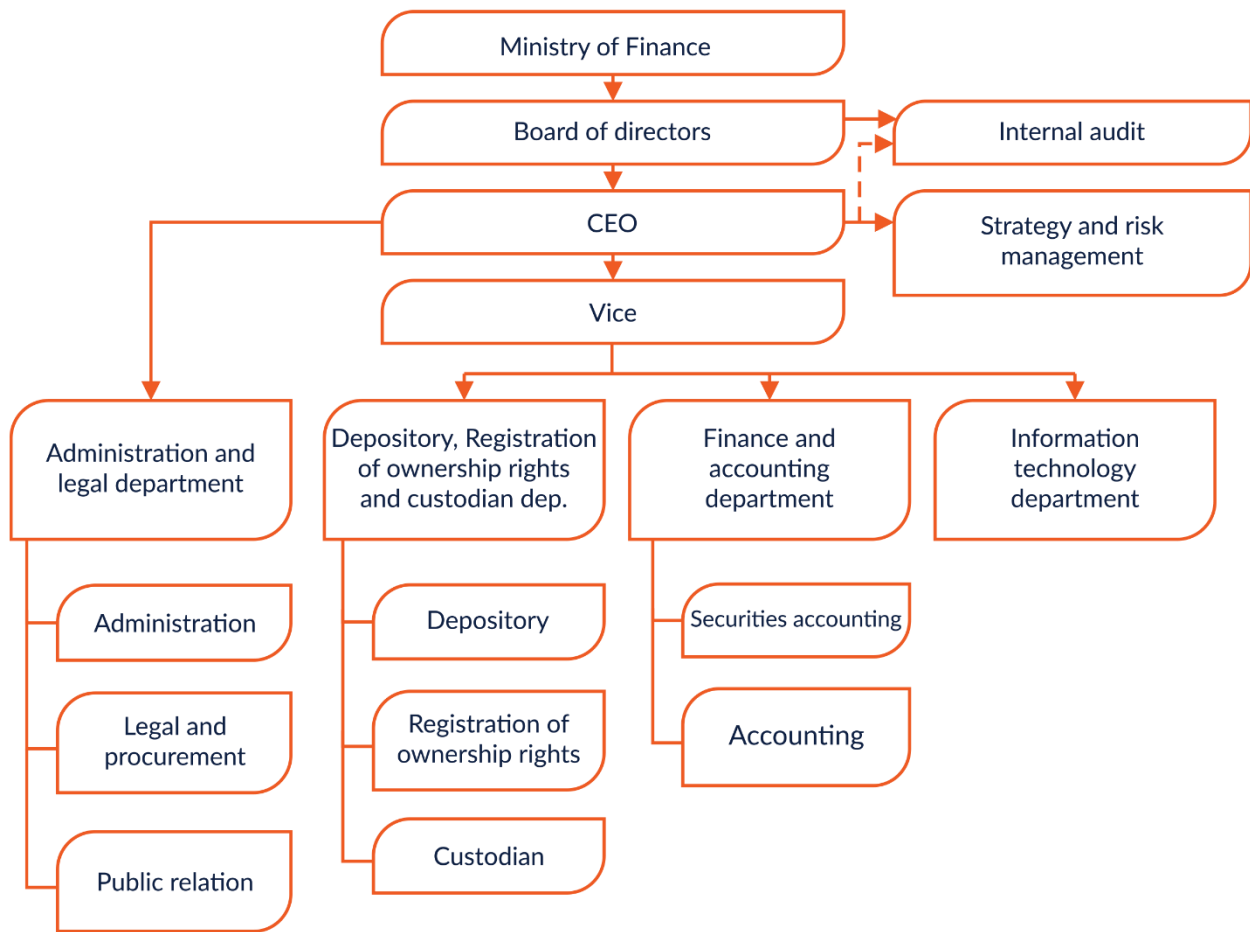 Ministry of Finance
Board of directors
Internal audit
CEO
Strategy and risk
management
Vice
Administration and
legal department
Depository, Registration
of ownership rights
and custodian dep.
Finance and
accounting
department
Information
technology
department
Administration
Legal and
procurement
Public relation
Depository
Registration of
ownership rights
Custodian
Securities accounting
Accounting